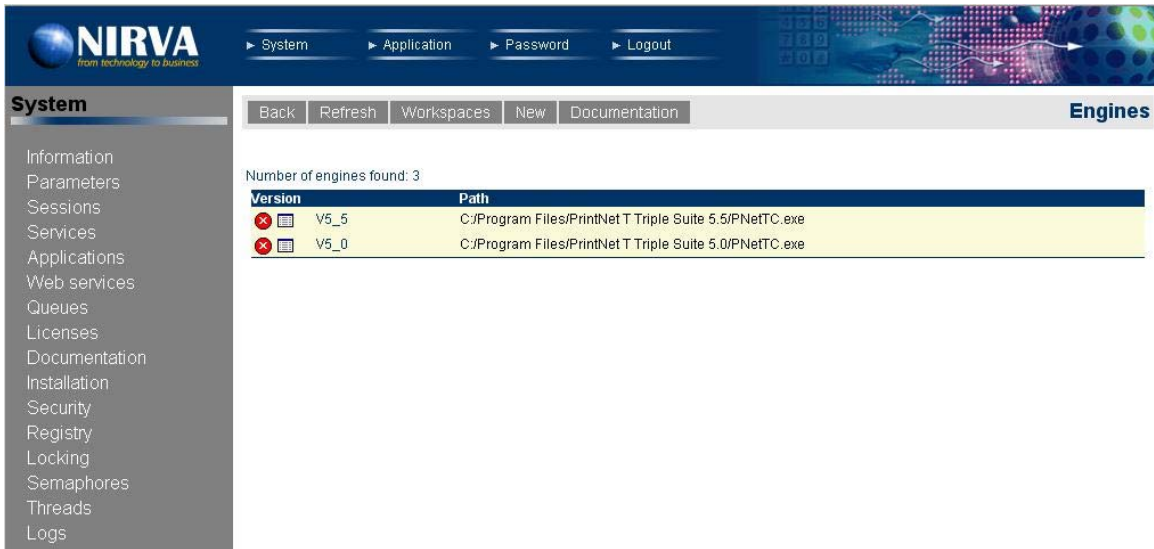 NIRVA
from technology to business
System
Application
Password
Logout
System
Back
Refresh
Workspaces
New
Documentation
Engines
Information
Parameters
Sessions
Services
Applications
Web services
Queues
Licenses
Documentation
Installation
Security
Registry
Locking
Semaphores
Threads
Logs
Number of engines found: 3
Version Path
V5_5 C:/Program Files/PrintNet T Triple Suite 5.5/PNetTC.exe
V5_0 C:/Program Files/PrintNet T Triple Suite 5.0/PNetTC.exe